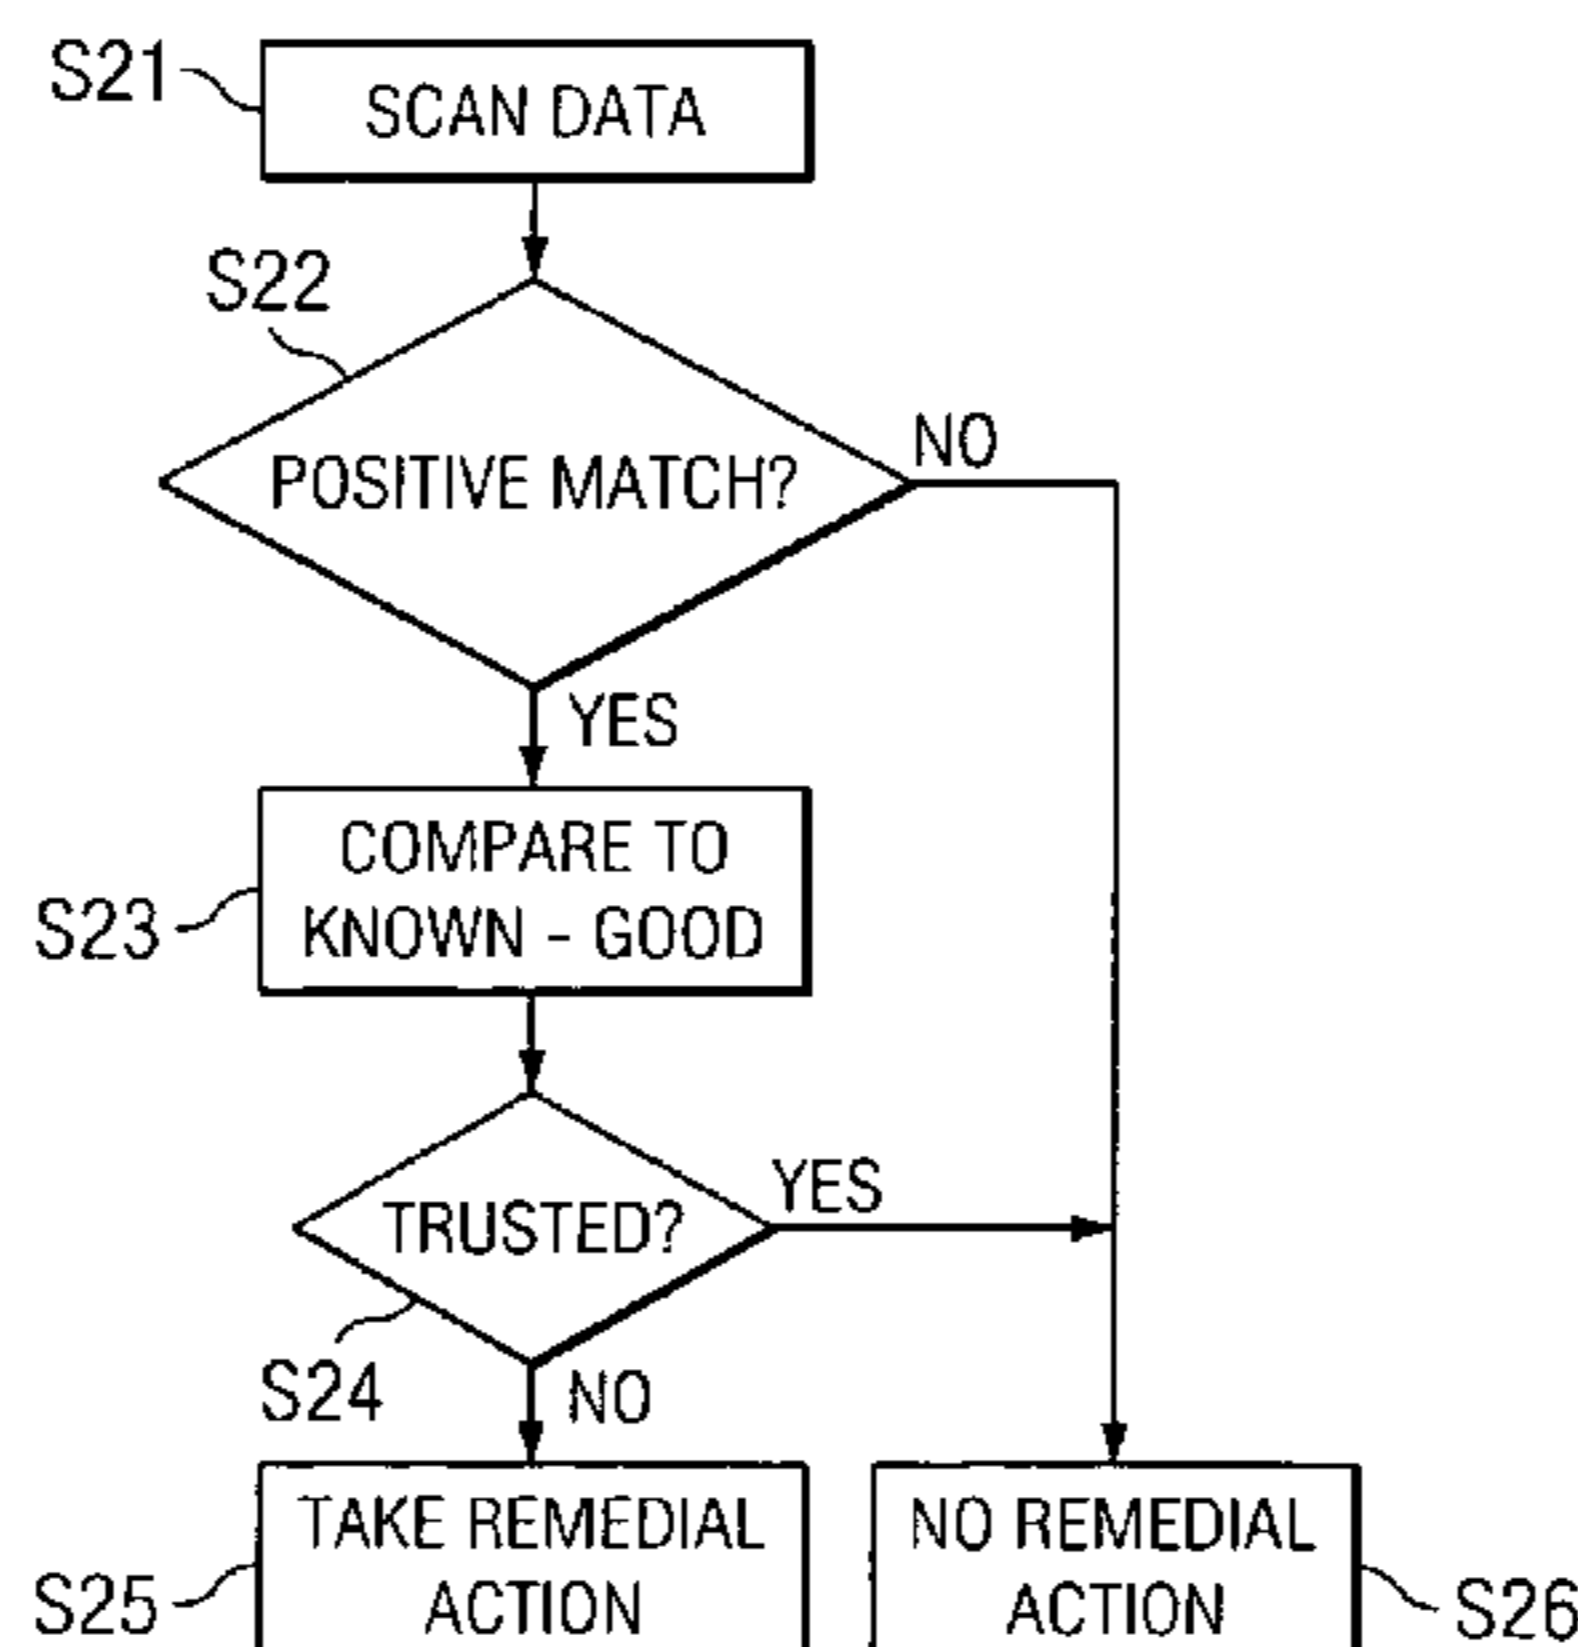 S21
SCAN DATA
S22
POSITIVE MATCH?
NO
YES
S23
COMPARE TO
KNOWN - GOOD
TRUSTED?
YES
S24
NO
S25
TAKE REMEDIAL
ACTION
NO REMEDIAL
ACTION
S26